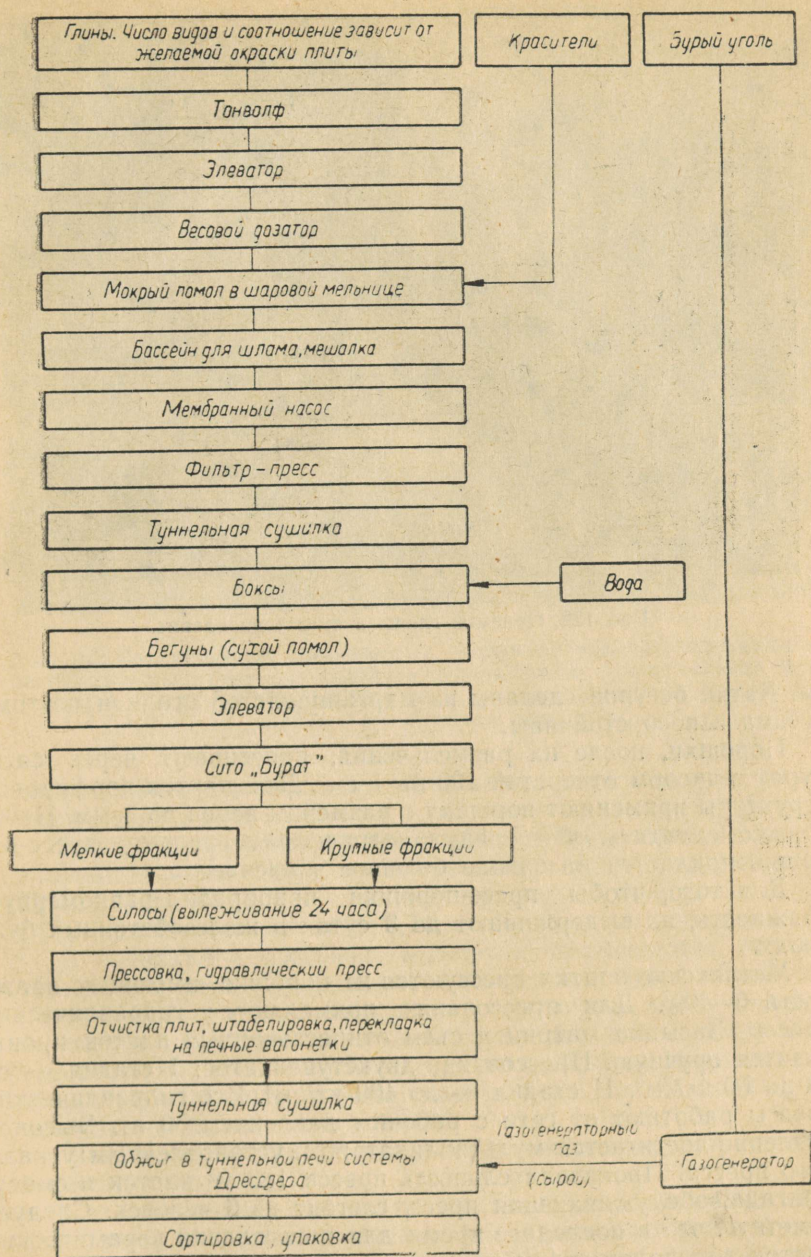 Глины. Число видов и соотношение зависит от
желаемой окраски плиты
Красители
Бурый уголь
Тонволф
Элеватор
Весовой дозатор
Мокрый помол в шаровой мельнице
Бассейн для шлама, мешалка
Мембранный насос
Фильтр-пресс
Туннельная сушилка
Боксы
Вода
Бегуны (сухой помол)
Элеватор
Сито „Бурат"
Мелкие фракции
Крупные фракции
Силосы (вылеживание 24 часа)
Прессовка, гидравлический пресс
Отчистка плит, штабелировка, перекладка
на печные вагонетки
Туннельная сушилка
Газогенераторный
газ
(сырой)
Обжиг в туннельной печи системы
Дресслера
Газогенератор
Сортировка, упаковка